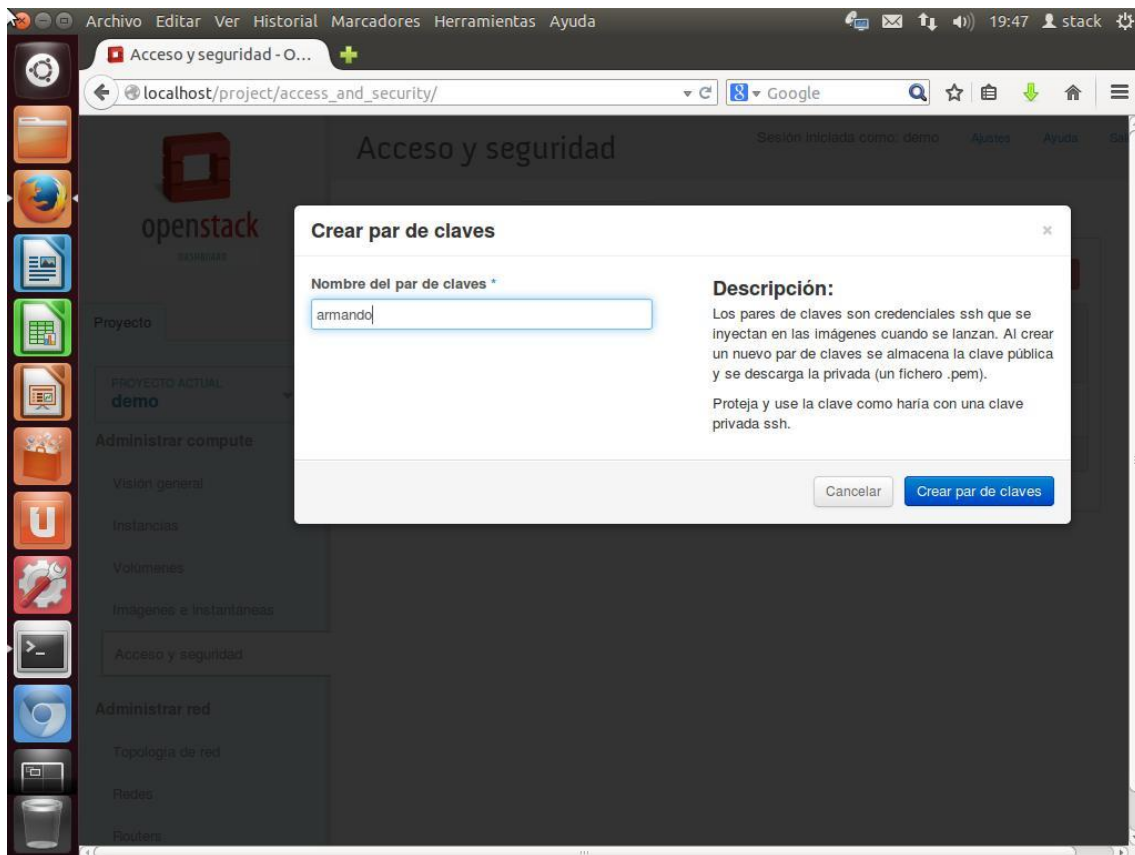 Archivo Editar Ver Historial Marcadores Herramientas Ayuda
19:47 stack
Acceso y seguridad - O...
localhost/project/access_and_security/
Google
Acceso y seguridad
Sesión iniciada como: demo Ajustes Ayuda
openstack
DASHBOARD
Crear par de claves
Nombre del par de claves *
armando
Descripción:
Los pares de claves son credenciales ssh que se
inyectan en las imágenes cuando se lanzan. Al crear
un nuevo par de claves se almacena la clave pública
y se descarga la privada (un fichero .pem).
Proteja y use la clave como haría con una clave
privada ssh.
Cancelar
Crear par de claves
Proyecto
PROYECTO ACTUAL
demo
Administrar compute
Visión general
Instancias
Volúmenes
Imágenes e instantáneas
Acceso y seguridad
Administrar red
Topología de red
Redes
Routers